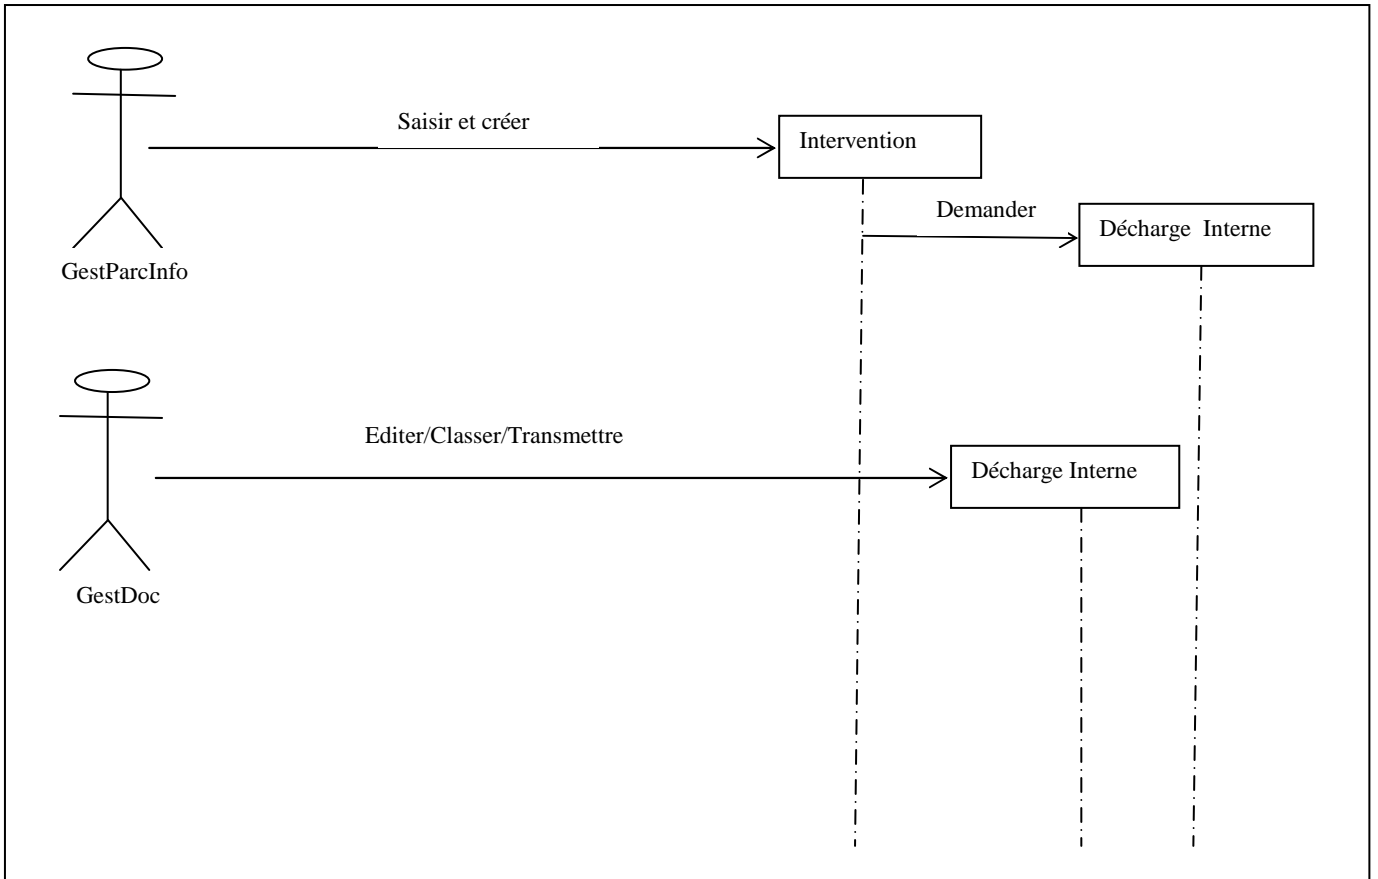 Saisir et créer
Intervention
Demander
Décharge  Interne
GestParcInfo
Editer/Classer/Transmettre
Décharge Interne
GestDoc